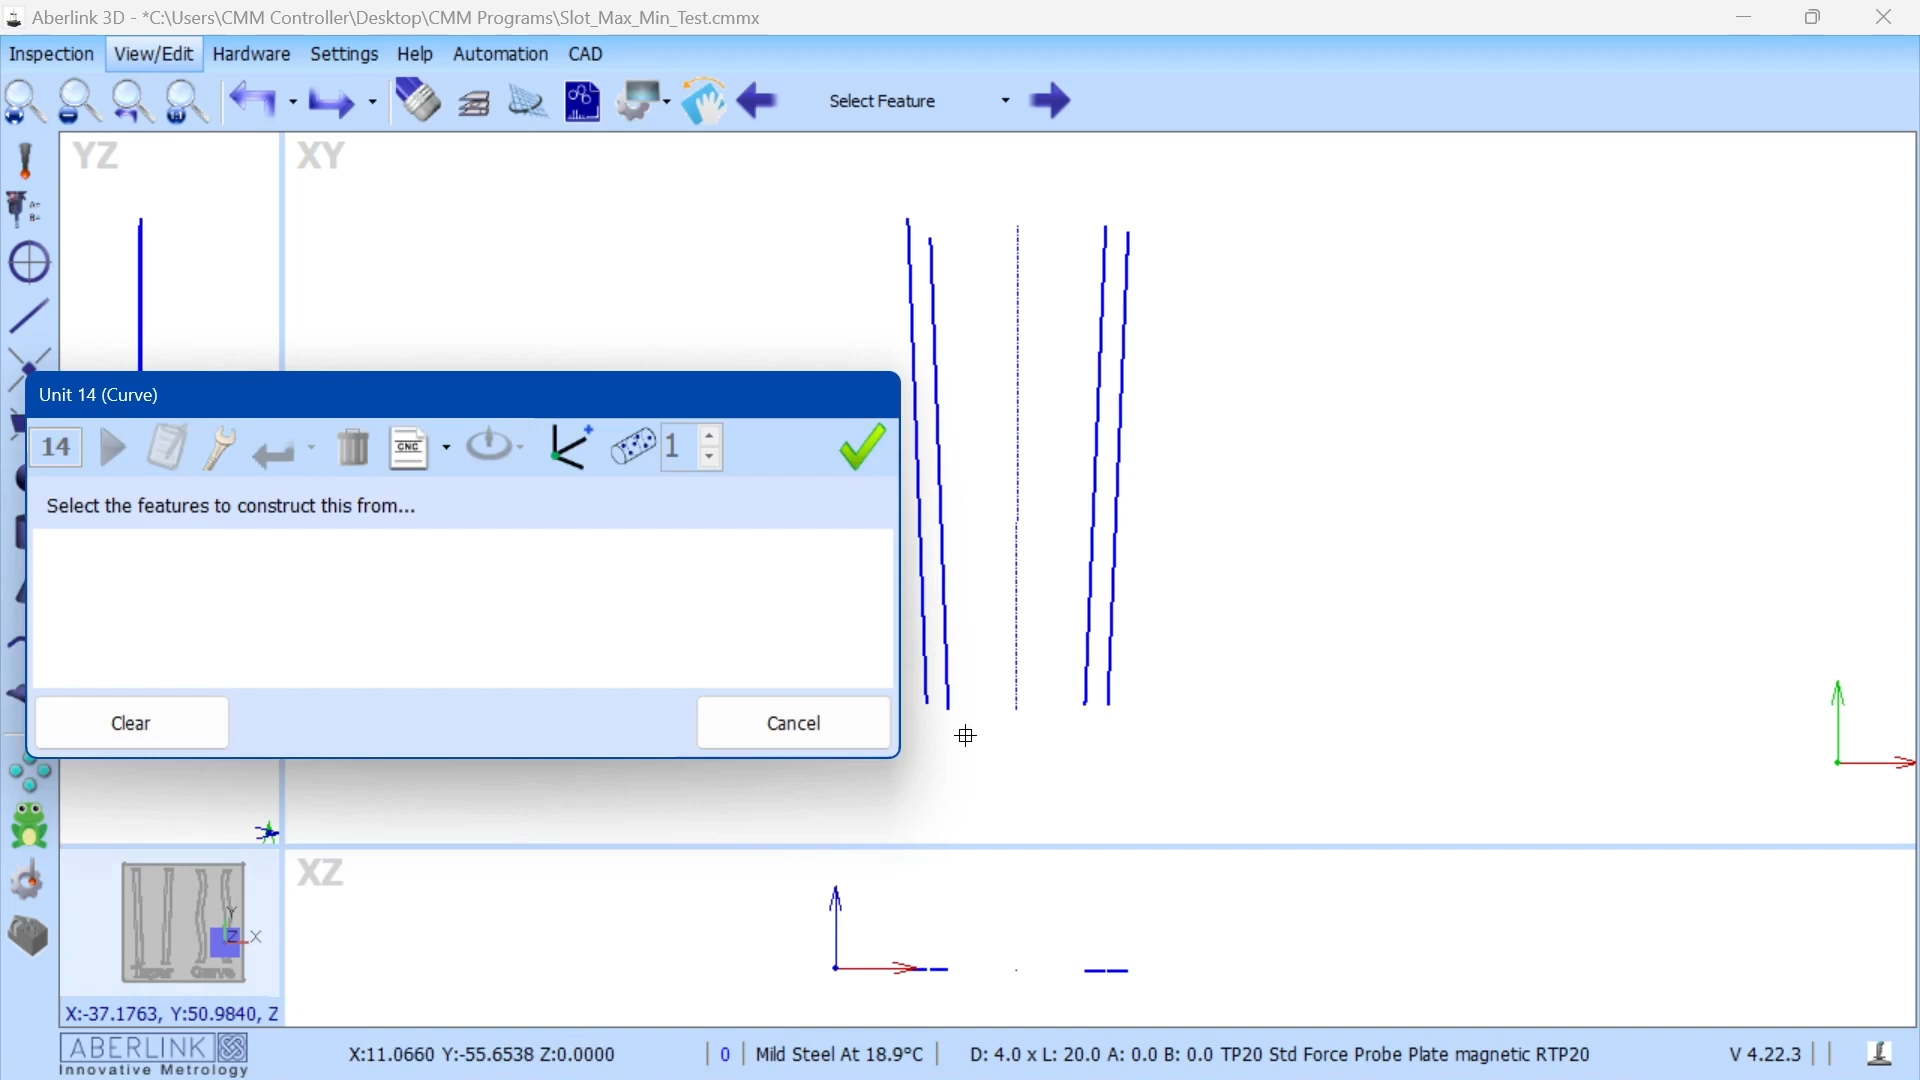 Aberlink 3D - *C:\Users\CMM Controller\Desktop\CMM Programs\Slot_Max_Min_Test.cmmx
Inspection View/Edit Hardware Settings Help Automation CAD
Select Feature
A=
B=
YZ
XY
Unit 14 (Curve)
14
CNC
1
Select the features to construct this from...
Clear
Cancel
XZ
Y
Z
X
Taper
Curve
X:-37.1763, Y:50.9840, Z
ABERLINK
Innovative Metrology
X:11.0660 Y:-55.6538 Z:0.0000
0
Mild Steel At 18.9°C
D: 4.0 x L: 20.0 A: 0.0 B: 0.0 TP20 Std Force Probe Plate magnetic RTP20
V 4.22.3